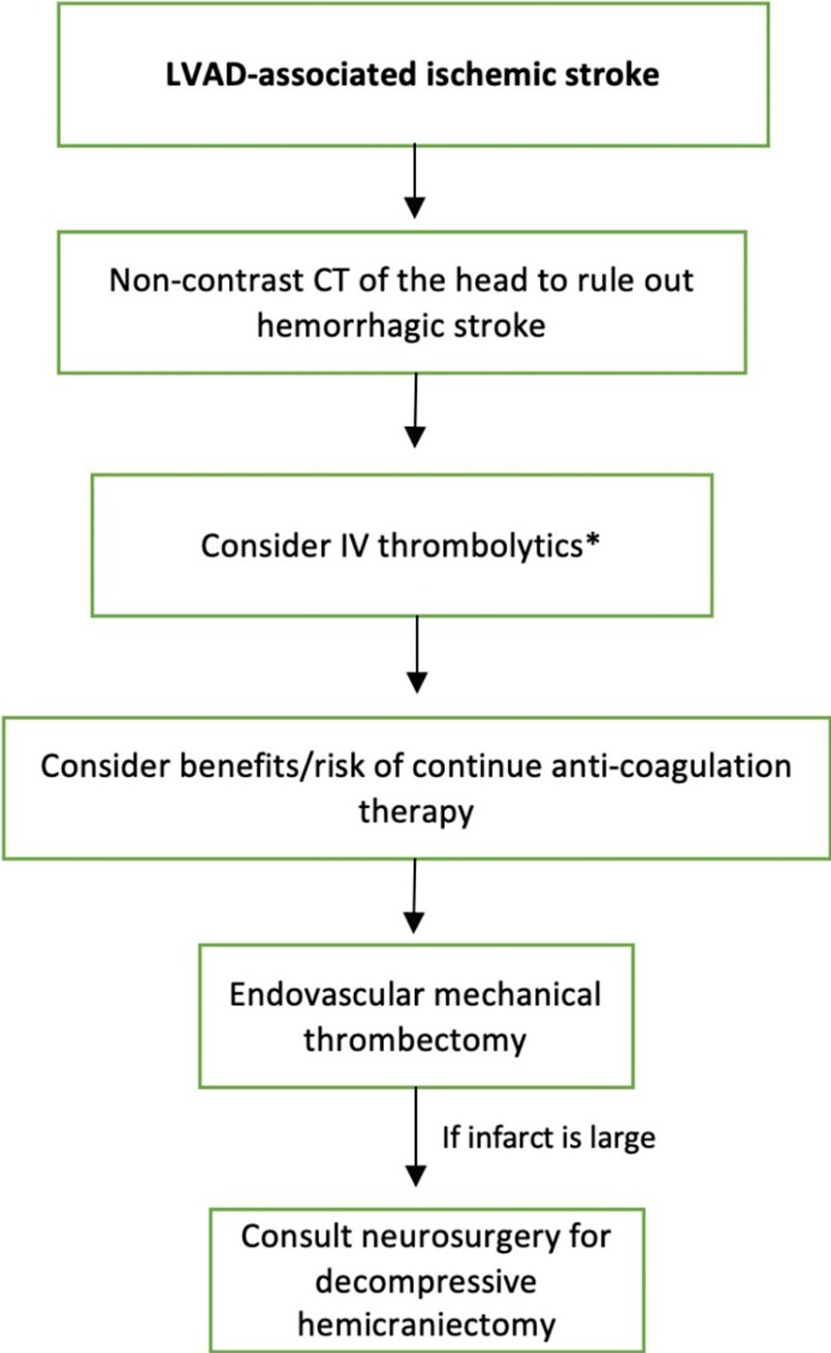 LVAD-associated ischemic stroke
Non-contrast CT of the head to rule out
hemorrhagic stroke
Consider IV thrombolytics*
Consider benefits/risk of continue anti-coagulation
therapy
Endovascular mechanical
thrombectomy
If infarct is large
Consult neurosurgery for
decompressive
hemicraniectomy